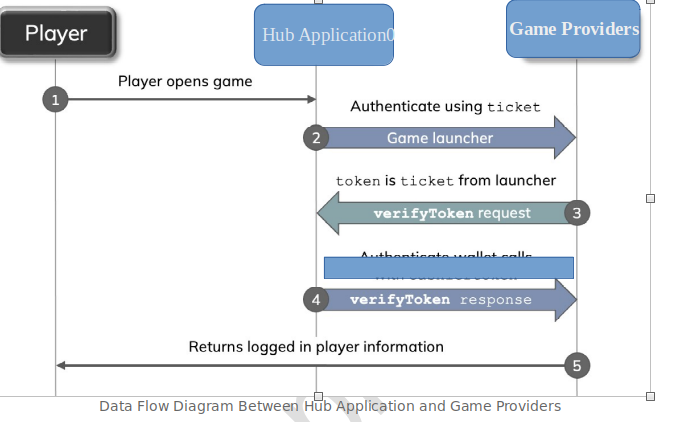 Player
Hub Application0
Game Providers
Player opens game
1
Authenticate using ticket
2
Game launcher
token is ticket from launcher
verifyToken request
3
Authenticate wallet calls
with
4
verifyToken response
Returns logged in player information
5
Data Flow Diagram Between Hub Application and Game Providers